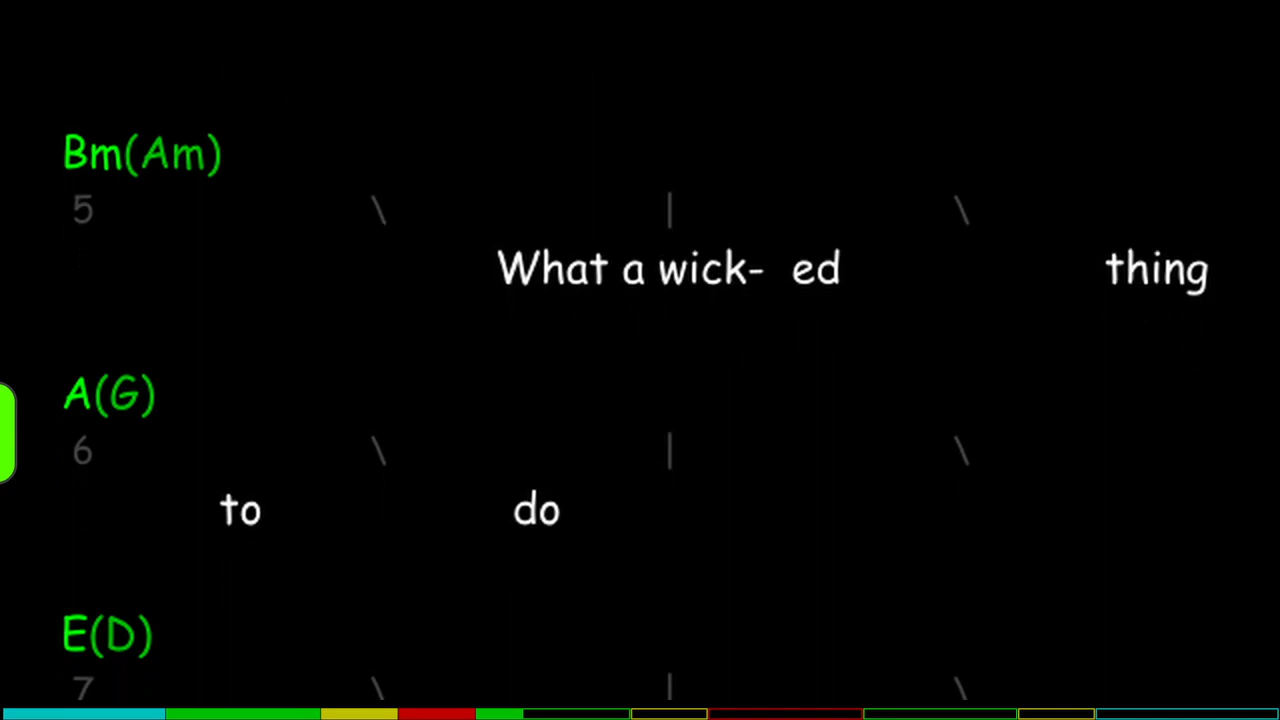 Bm(Am)
5 \ | \
What a wick- ed thing
A(G)
6 \ | \
to do
E(D)
7 \ | \